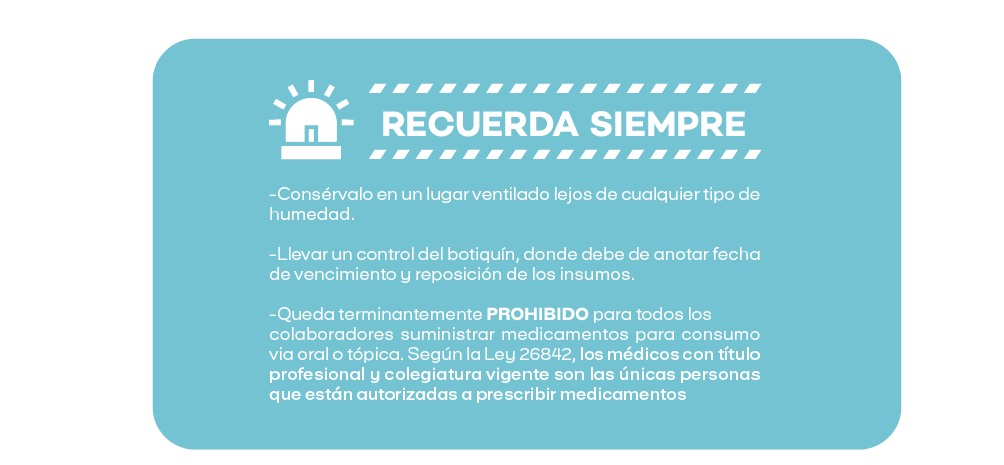 RECUERDA SIEMPRE
-Consérvalo en un lugar ventilado lejos de cualquier tipo de
humedad.
-Llevar un control del botiquín, donde debe de anotar fecha
de vencimiento y reposición de los insumos.
-Queda terminantemente PROHIBIDO para todos los
colaboradores suministrar medicamentos para consumo
via oral o tópica. Según la Ley 26842, los médicos con título
profesional y colegiatura vigente son las únicas personas
que están autorizadas a prescribir medicamentos